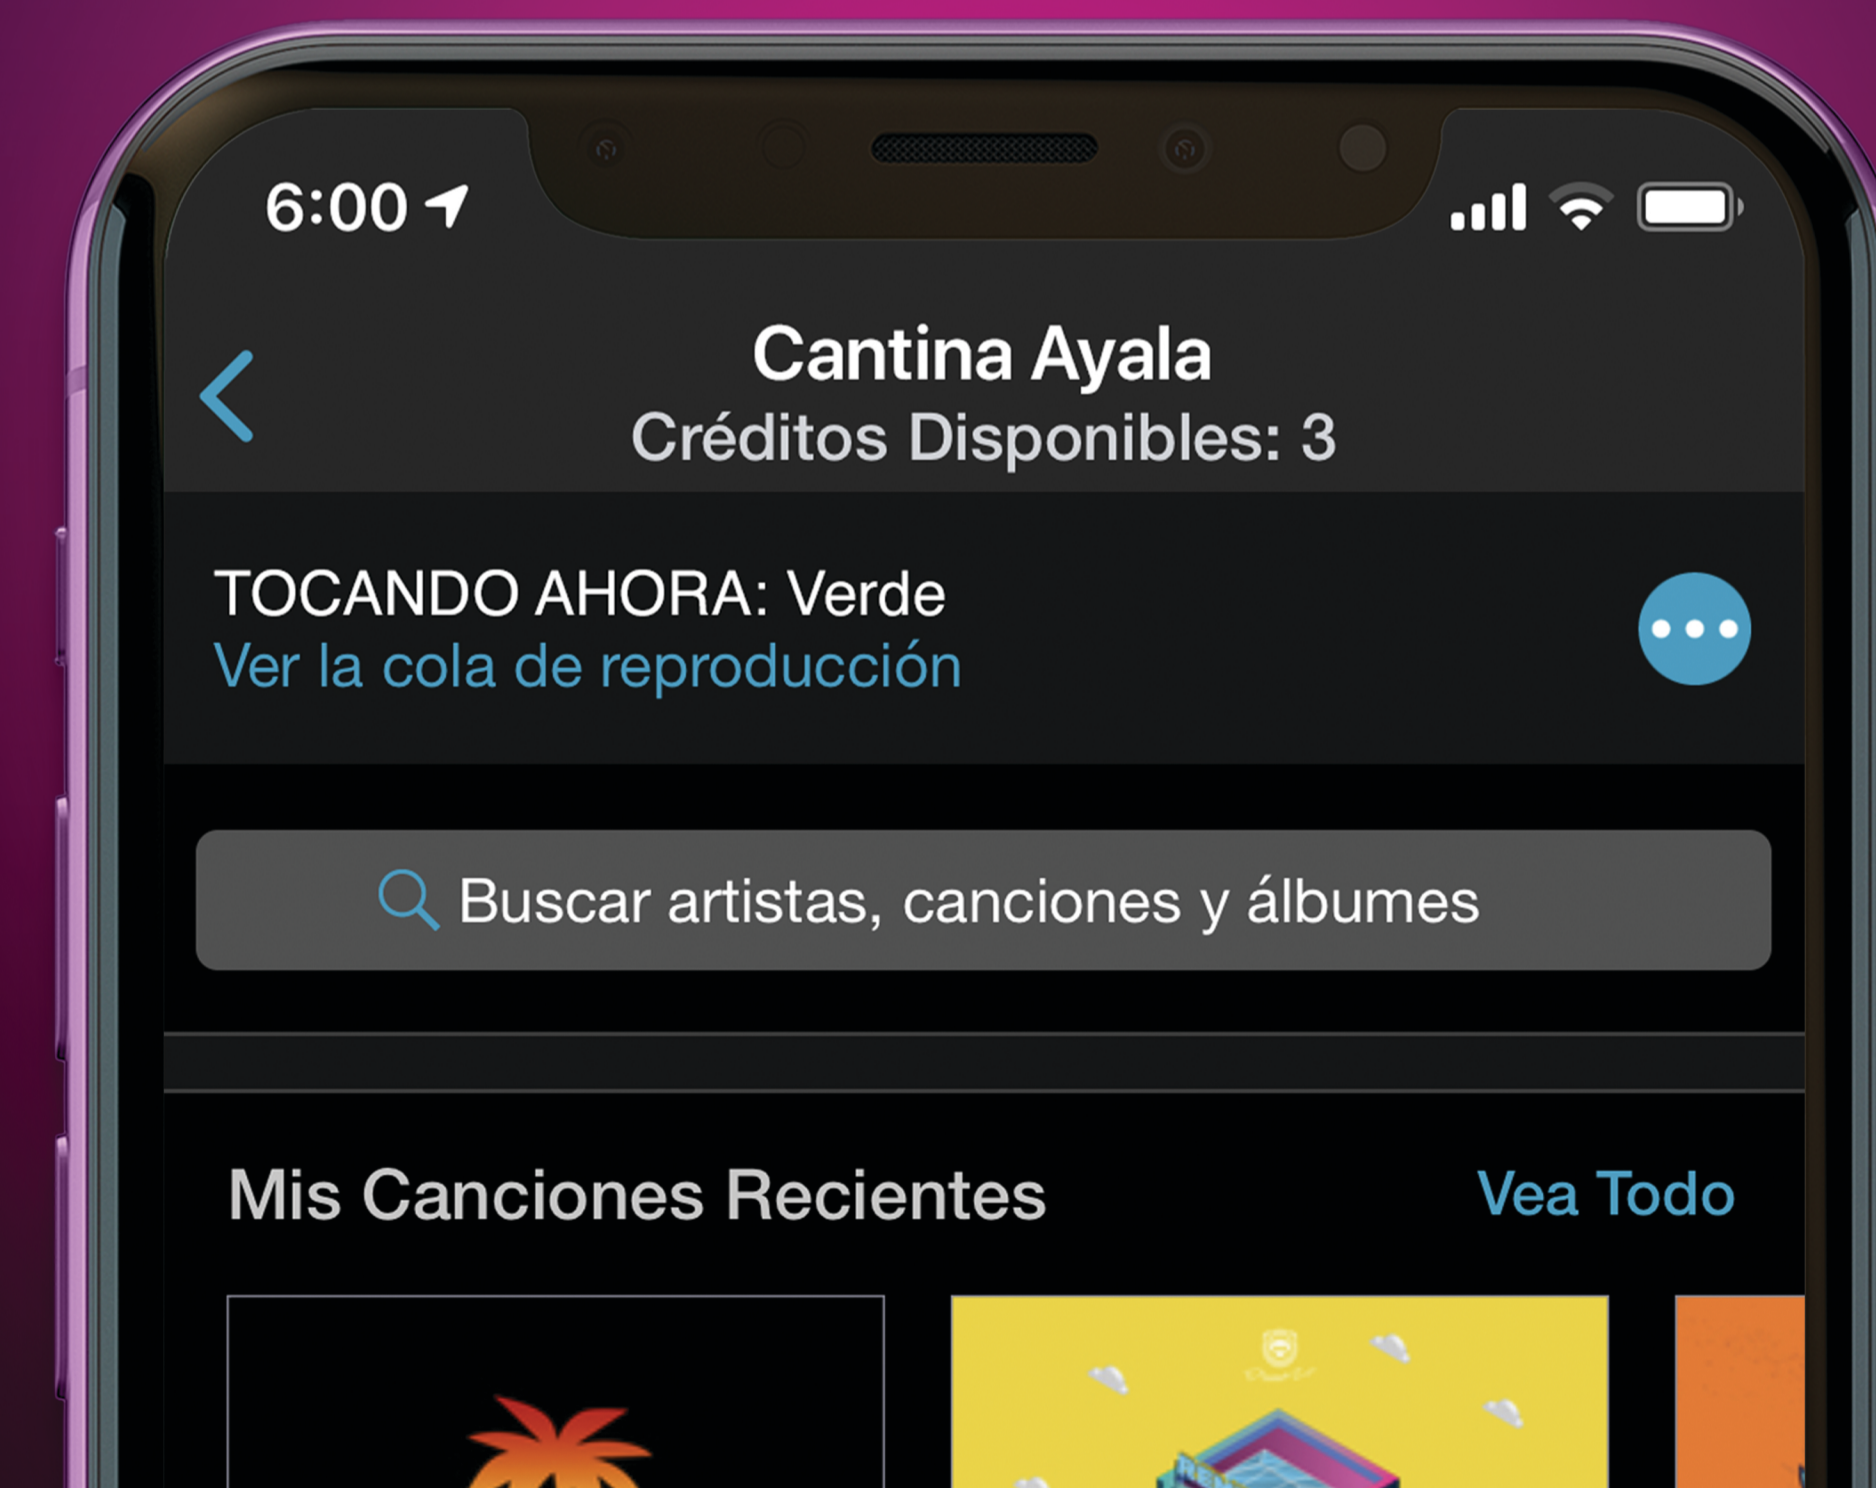 6:00
Cantina Ayala
Créditos Disponibles: 3
TOCANDO AHORA: Verde
Ver la cola de reproducción
Buscar artistas, canciones y álbumes
Mis Canciones Recientes
Vea Todo